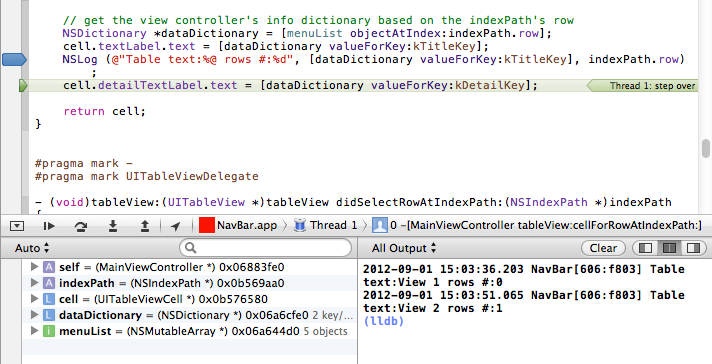 // get the view controller's info dictionary based on the indexPath's row
NSDictionary *dataDictionary = [menuList objectAtIndex:indexPath.row];
cell.textLabel.text = [dataDictionary valueForKey:kTitleKey];
NSLog (@"Table text:%@ rows #:%d", [dataDictionary valueForKey:kTitleKey], indexPath.row)
;
cell.detailTextLabel.text = [dataDictionary valueForKey:kDetailKey];
Thread 1: step over
return cell;
}
#pragma mark -
#pragma mark UITableViewDelegate
- (void)tableView:(UITableView *)tableView didSelectRowAtIndexPath:(NSIndexPath *)indexPath
{
NavBar.app
Thread 1
0 -[MainViewController tableView:cellForRowAtIndexPath:]
Auto
All Output
Clear
self = (MainViewController *) 0x06883fe0
indexPath = (NSIndexPath *) 0x0b569aa0
cell = (UITableViewCell *) 0x0b576580
dataDictionary = (NSDictionary *) 0x06a6cfe0 2 key/...
menuList = (NSMutableArray *) 0x06a644d0 5 objects
2012-09-01 15:03:36.203 NavBar[606:f803] Table
text:View 1 rows #:0
2012-09-01 15:03:51.065 NavBar[606:f803] Table
text:View 2 rows #:1
(lldb)